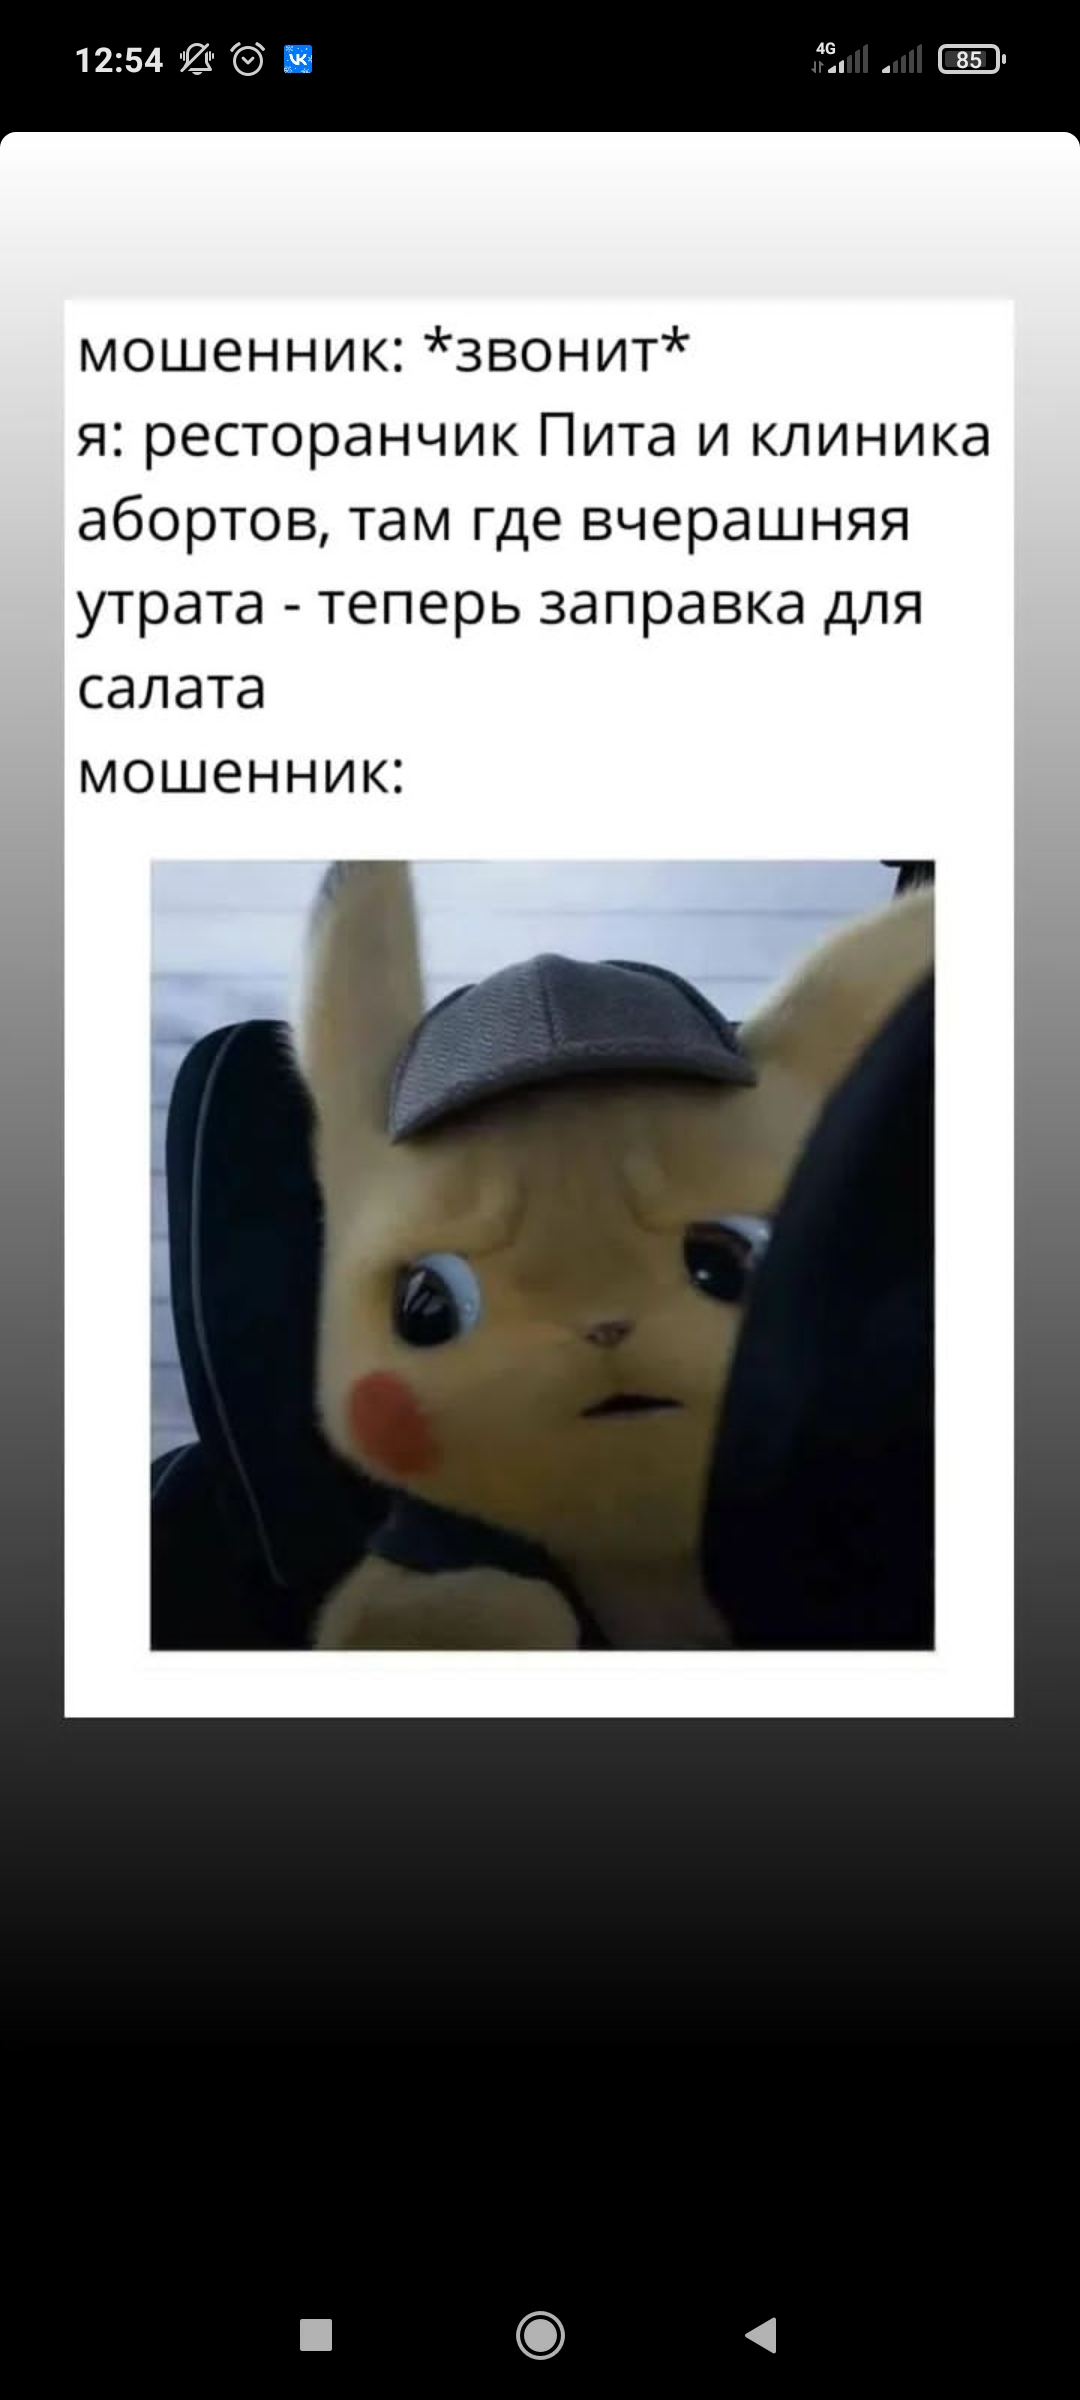 12:54
4G
85
мошенник: *звонит*
я: ресторанчик Пита и клиника
абортов, там где вчерашняя
утрата - теперь заправка для
салата
мошенник: